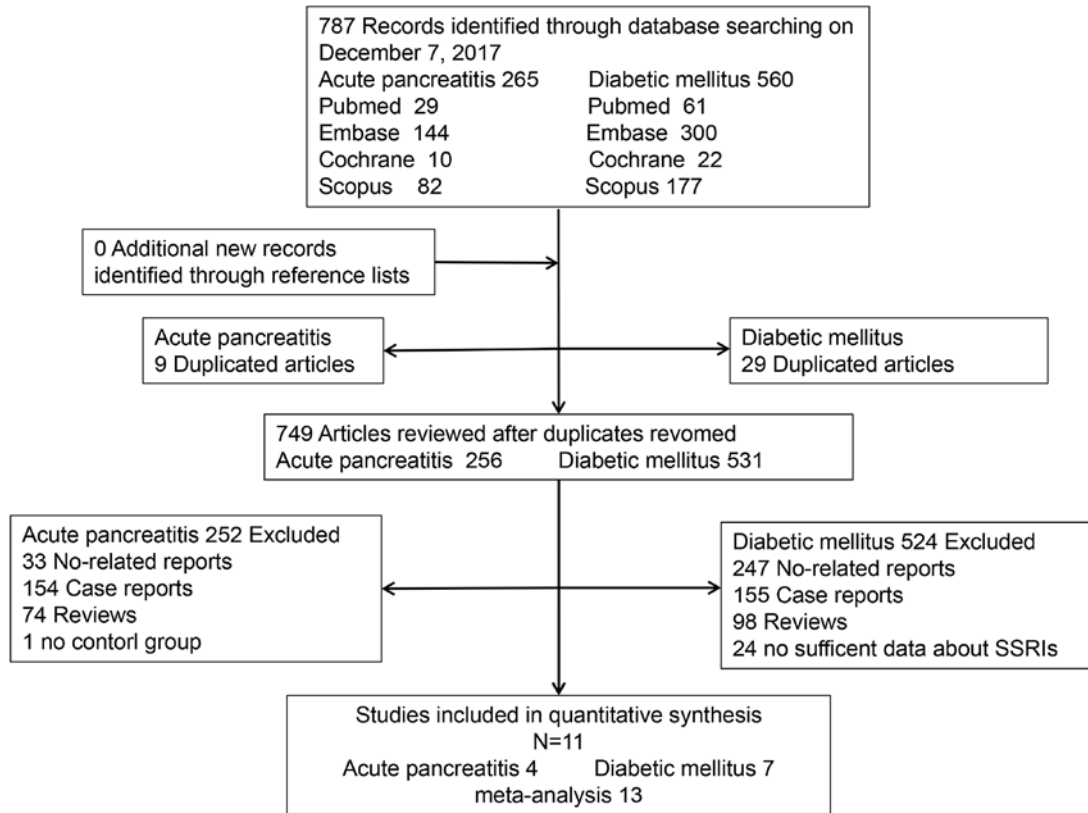 787 Records identified through database searching on
December 7, 2017
Acute pancreatitis 265 Diabetic mellitus 560
Pubmed 29 Pubmed 61
Embase 144 Embase 300
Cochrane 10 Cochrane 22
Scopus 82 Scopus 177
0 Additional new records
identified through reference lists
Acute pancreatitis
9 Duplicated articles
Diabetic mellitus
29 Duplicated articles
749 Articles reviewed after duplicates revomed
Acute pancreatitis 256 Diabetic mellitus 531
Acute pancreatitis 252 Excluded
33 No-related reports
154 Case reports
74 Reviews
1 no contorl group
Diabetic mellitus 524 Excluded
247 No-related reports
155 Case reports
98 Reviews
24 no sufficent data about SSRIs
Studies included in quantitative synthesis
N=11
Acute pancreatitis 4 Diabetic mellitus 7
meta-analysis 13